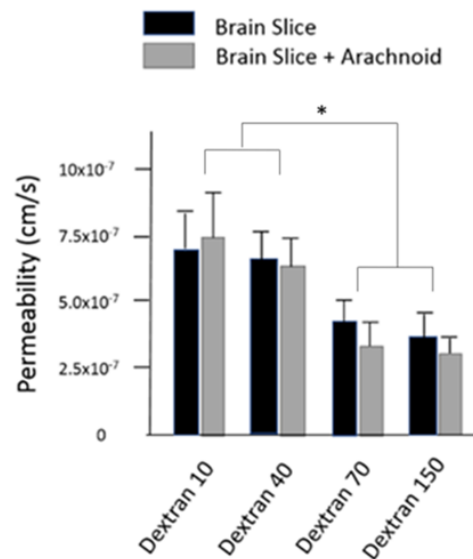 Brain Slice
Brain Slice + Arachnoid
*
Permeability (cm/s)
10x10⁻⁷
7.5x10⁻⁷
5.0x10⁻⁷
2.5x10⁻⁷
0
Dextran 10
Dextran 40
Dextran 70
Dextran 150